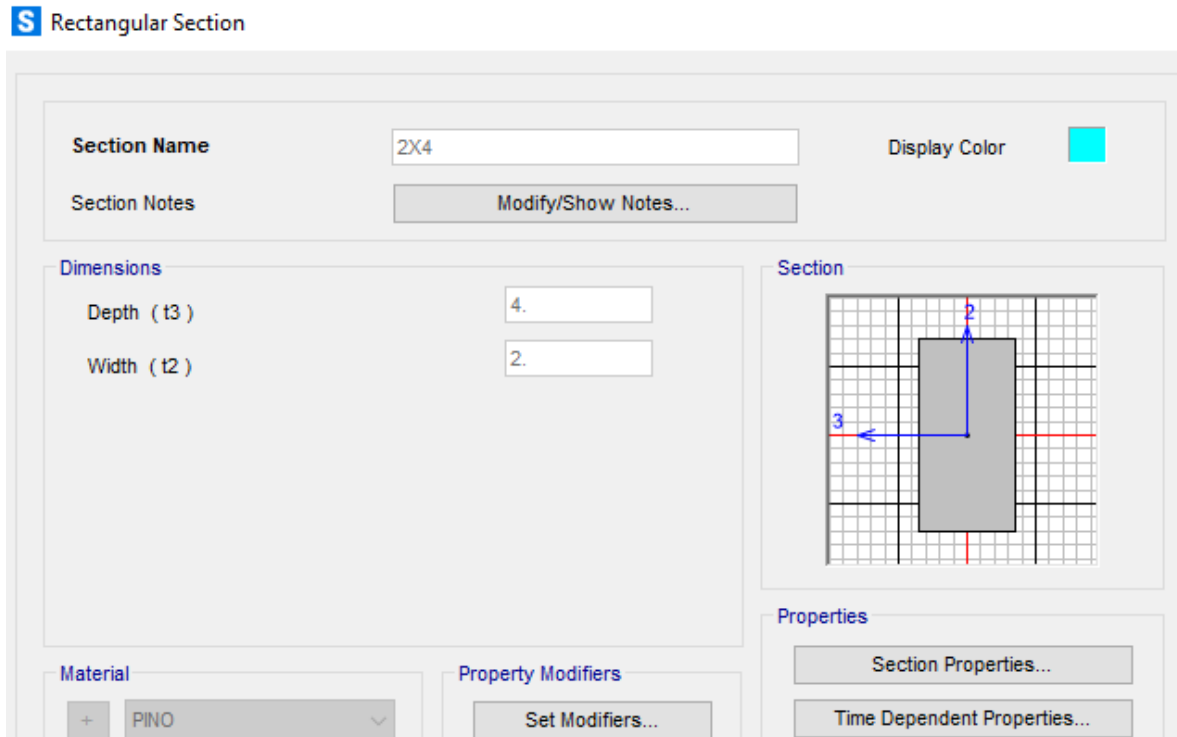 S Rectangular Section
Section Name 2X4 Display Color
Section Notes Modify/Show Notes...
Dimensions
Depth ( t3 ) 4.
Width ( t2 ) 2.
Section
2
3
Properties
Section Properties...
Time Dependent Properties...
Material
+ PINO
Property Modifiers
Set Modifiers...